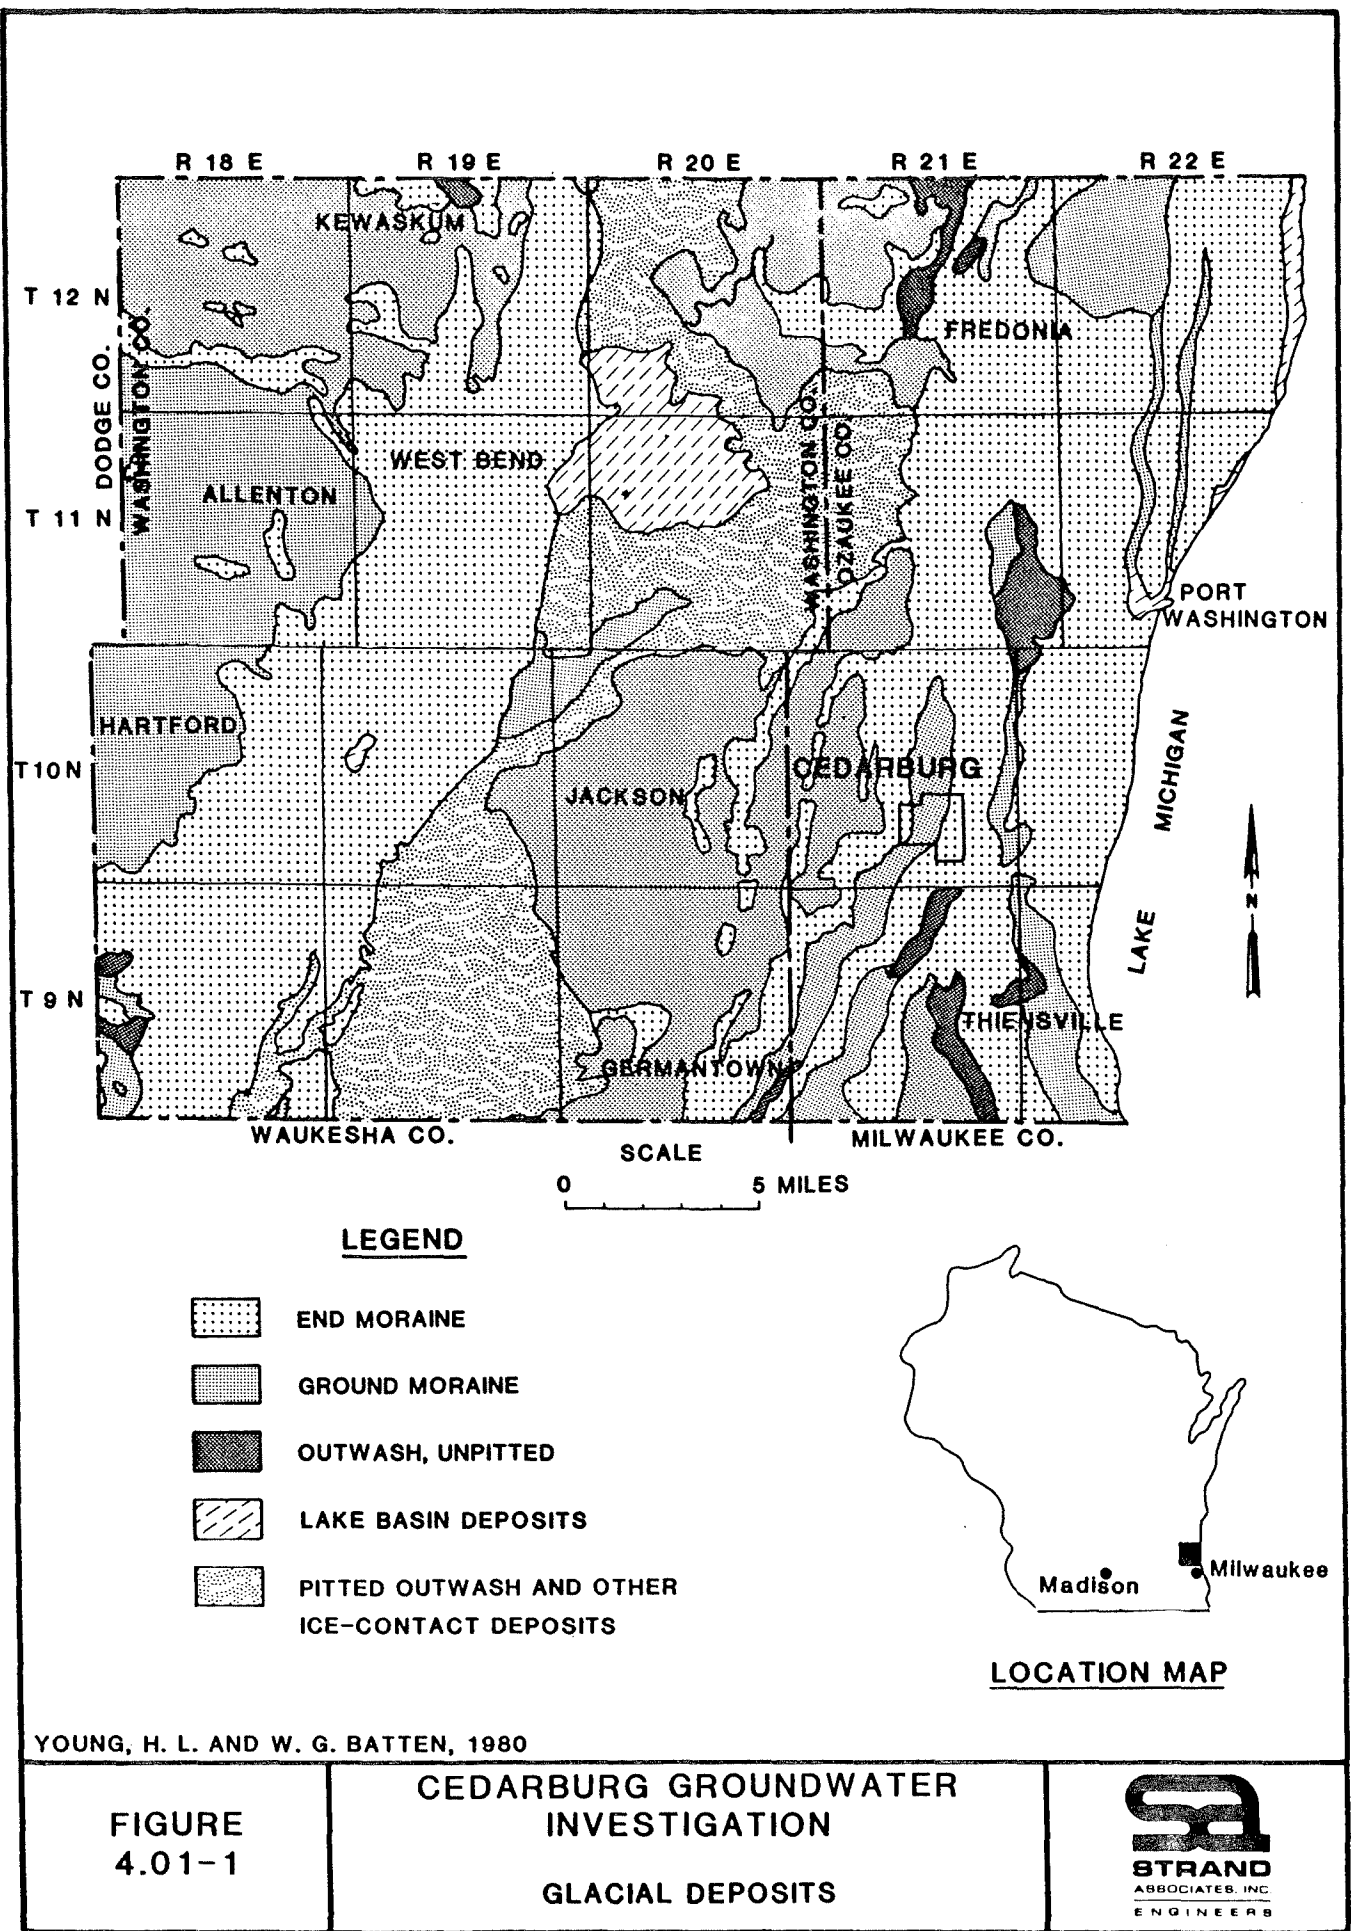 R 18 E R 19 E R 20 E R 21 E R 22 E
KEWASKUM
T 12 N
FREDONIA
DODGE CO.
WASHINGTON CO.
WASHINGTON CO.
OZAUKEE CO.
WEST BEND
ALLENTON
T 11 N
PORT
WASHINGTON
HARTFORD
T10N
CEDARBURG
JACKSON
LAKE MICHIGAN
N
T 9 N
THIENSVILLE
GERMANTOWN
WAUKESHA CO.
MILWAUKEE CO.
SCALE
0 5 MILES
LEGEND
END MORAINE
GROUND MORAINE
OUTWASH, UNPITTED
LAKE BASIN DEPOSITS
PITTED OUTWASH AND OTHER
ICE-CONTACT DEPOSITS
Madison
Milwaukee
LOCATION MAP
YOUNG, H. L. AND W. G. BATTEN, 1980
FIGURE
4.01-1
CEDARBURG GROUNDWATER
INVESTIGATION
GLACIAL DEPOSITS
STRAND
ASSOCIATES, INC.
ENGINEERS